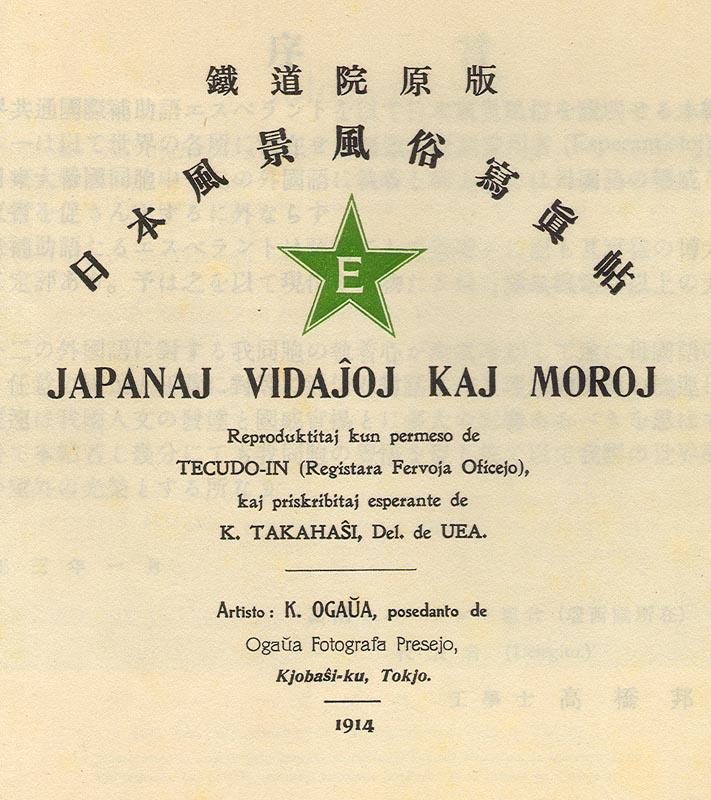 鐵道院原版
日本風景風俗寫眞帖
E
JAPANAJ VIDAĴOJ KAJ MOROJ
Reproduktitaj kun permeso de
TECUDO-IN (Registara Fervoja Oficejo),
kaj priskribitaj esperante de
K. TAKAHAŜI, Del. de UEA.
Artisto: K. OGAŬA, posedanto de
Ogaŭa Fotografa Presejo,
Kjobaŝi-ku, Tokjo.
1914